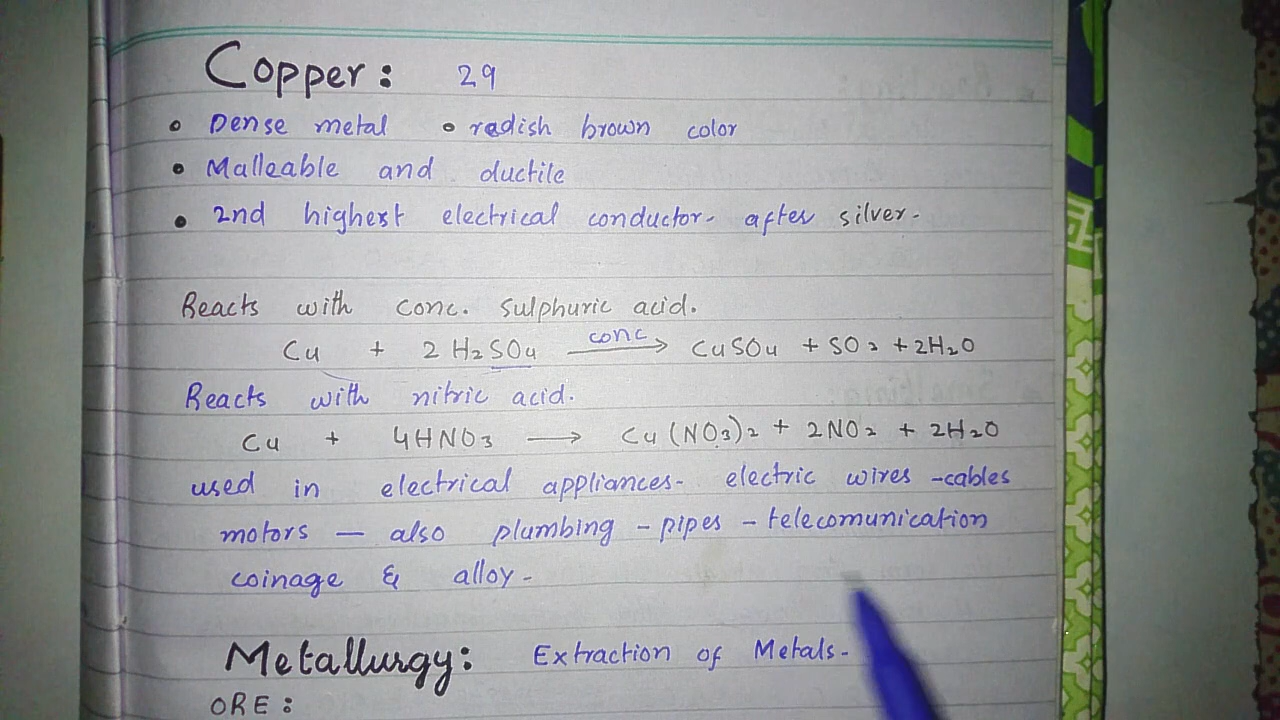 Copper: 29
• Dense metal • radish brown color
• Malleable and ductile
• 2nd highest electrical conductor- after silver-
Reacts with conc. sulphuric acid.
Cu + 2 H₂SO₄ —conc→ CuSO₄ + SO₂ + 2H₂O
Reacts with nitric acid.
Cu + 4HNO₃ → Cu(NO₃)₂ + 2NO₂ + 2H₂O
used in electrical appliances- electric wires -cables
motors — also plumbing - pipes - telecomunication
coinage & alloy-
Metallurgy: Extraction of Metals-
ORE: